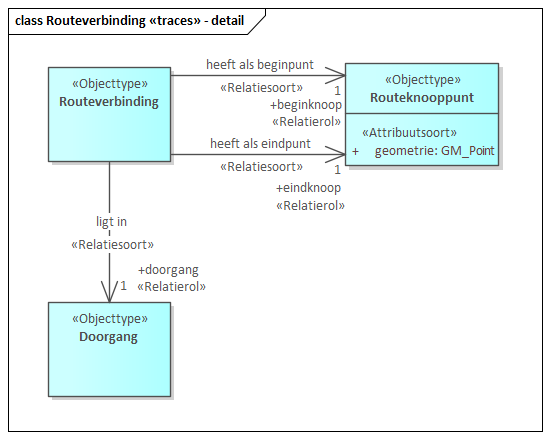 class Routeverbinding «traces» - detail
«Objecttype»
Routeverbinding
heeft als beginpunt
«Relatiesoort»
1
+beginknoop
«Relatierol»
«Objecttype»
Routeknooppunt
«Attribuutsoort»
+ geometrie: GM_Point
heeft als eindpunt
«Relatiesoort»
1
+eindknoop
«Relatierol»
ligt in
«Relatiesoort»
+doorgang
1 «Relatierol»
«Objecttype»
Doorgang